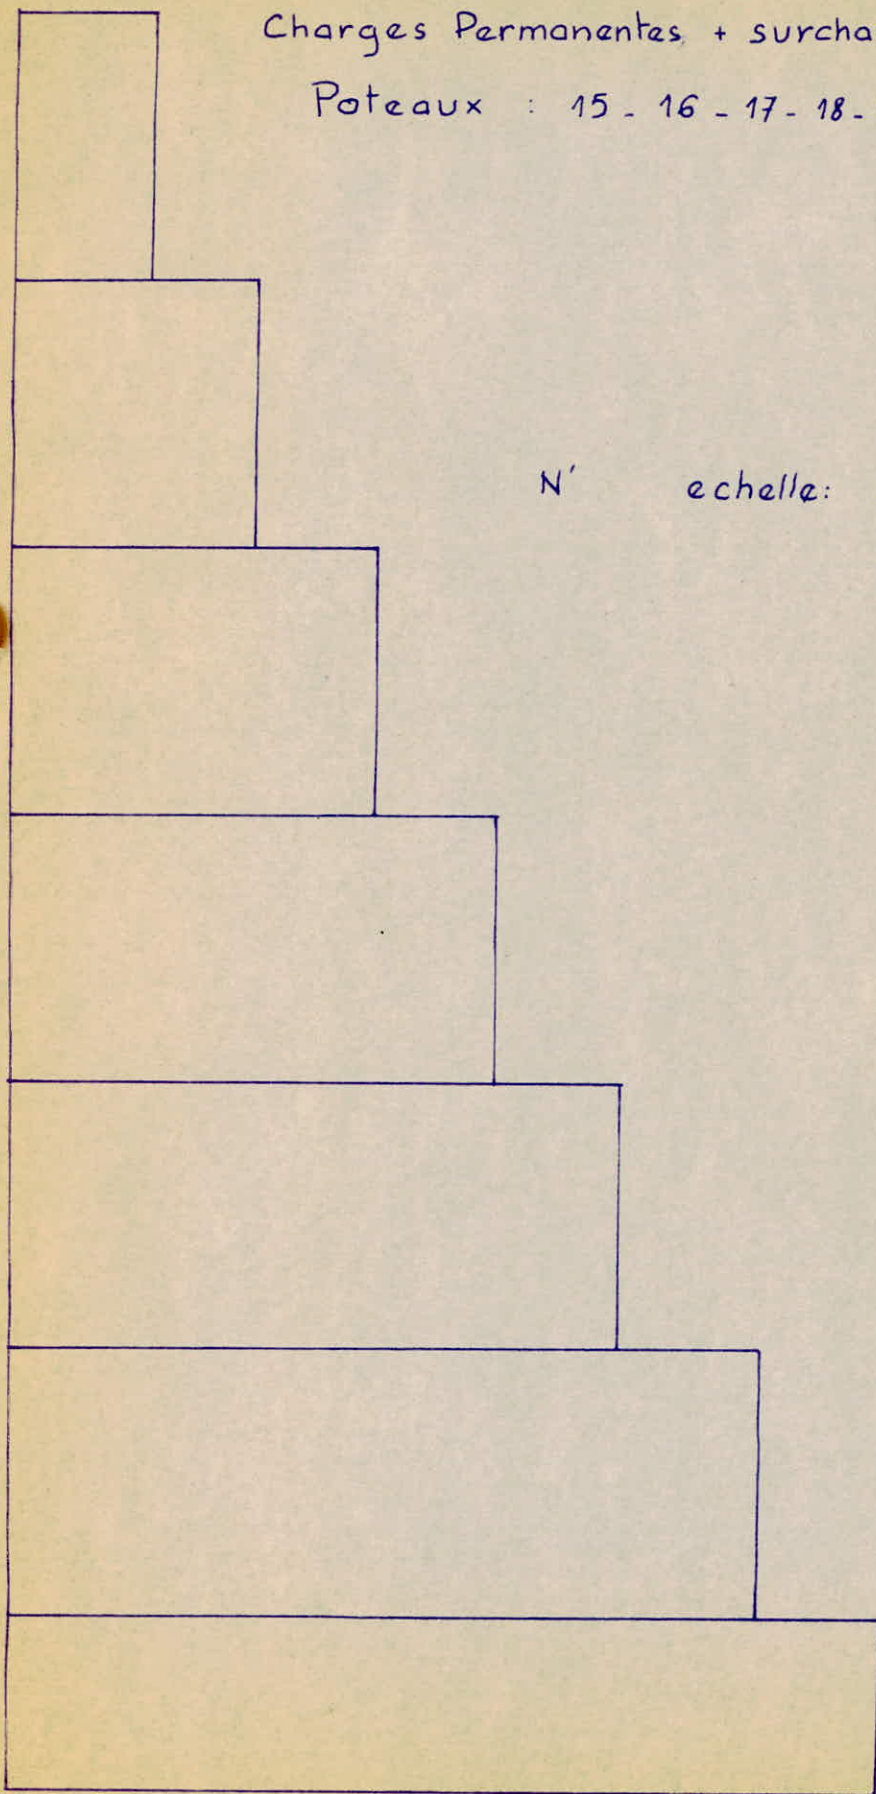 Charges Permanentes + surcha
Poteaux : 15 - 16 - 17 - 18 -
N' echelle: